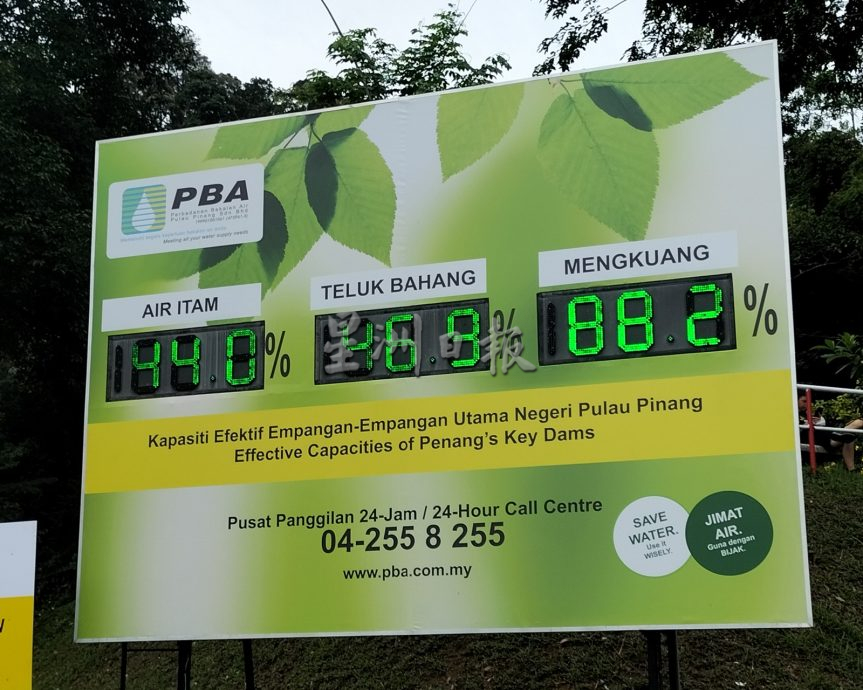 PBA
Perbadanan Bekalan Air
Pulau Pinang Sdn Bhd
Meeting all your water supply needs
AIR ITAM
44.0%
TELUK BAHANG
46.9%
MENGKUANG
88.2%
星洲日報
Kapasiti Efektif Empangan-Empangan Utama Negeri Pulau Pinang
Effective Capacities of Penang's Key Dams
Pusat Panggilan 24-Jam / 24-Hour Call Centre
04-255 8 255
www.pba.com.my
SAVE
WATER.
Use it
WISELY.
JIMAT
AIR.
Guna dengan
BIJAK.